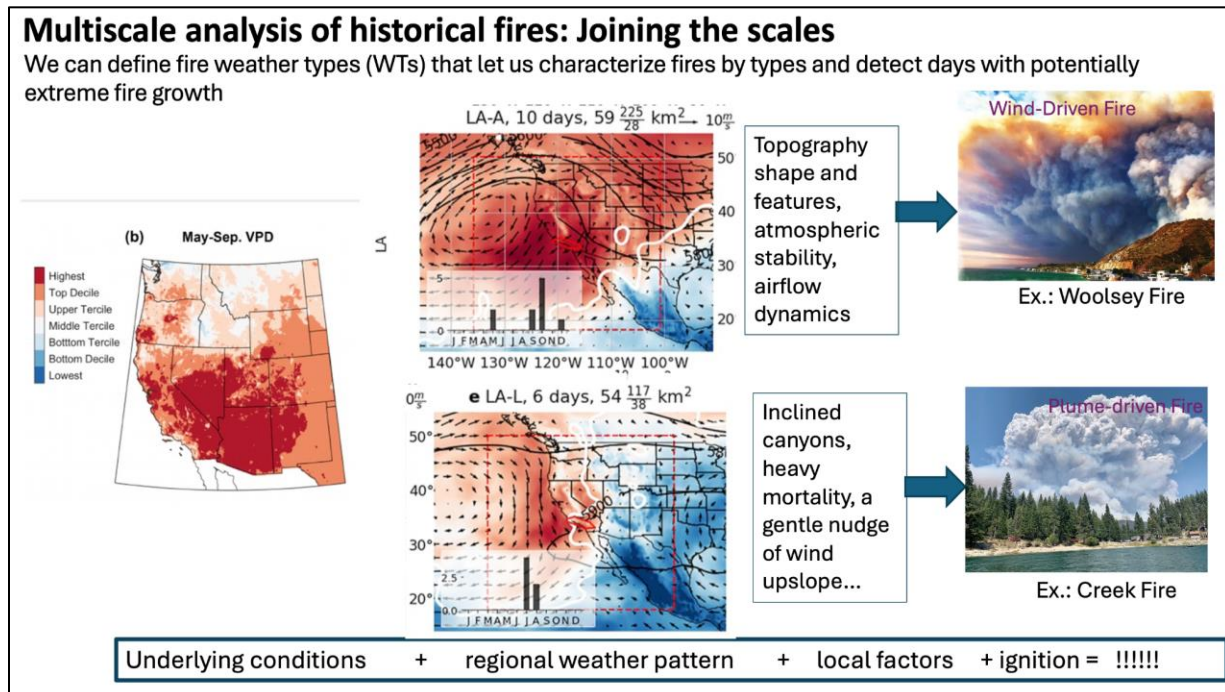 Multiscale analysis of historical fires: Joining the scales
We can define fire weather types (WTs) that let us characterize fires by types and detect days with potentially
extreme fire growth
(b) May-Sep. VPD
Highest
Top Decile
Upper Tercile
Middle Tercile
Botttom Tercile
Bottom Decile
Lowest
LA
LA-A, 10 days, 59 225/28 km² 10 m/s
5500
5800
50
40
30
20
5
0
J F M A M J J A S O N D
140°W 130°W 120°W 110°W 100°W
0 m/s
e LA-L, 6 days, 54 117/38 km²
50°
40°
30°
20°
5900
2.5
0.0
J F M A M J J A S O N D
Topography
shape and
features,
atmospheric
stability,
airflow
dynamics
Wind-Driven Fire
Ex.: Woolsey Fire
Inclined
canyons,
heavy
mortality, a
gentle nudge
of wind
upslope...
Plume-driven Fire
Ex.: Creek Fire
Underlying conditions + regional weather pattern + local factors + ignition = !!!!!!